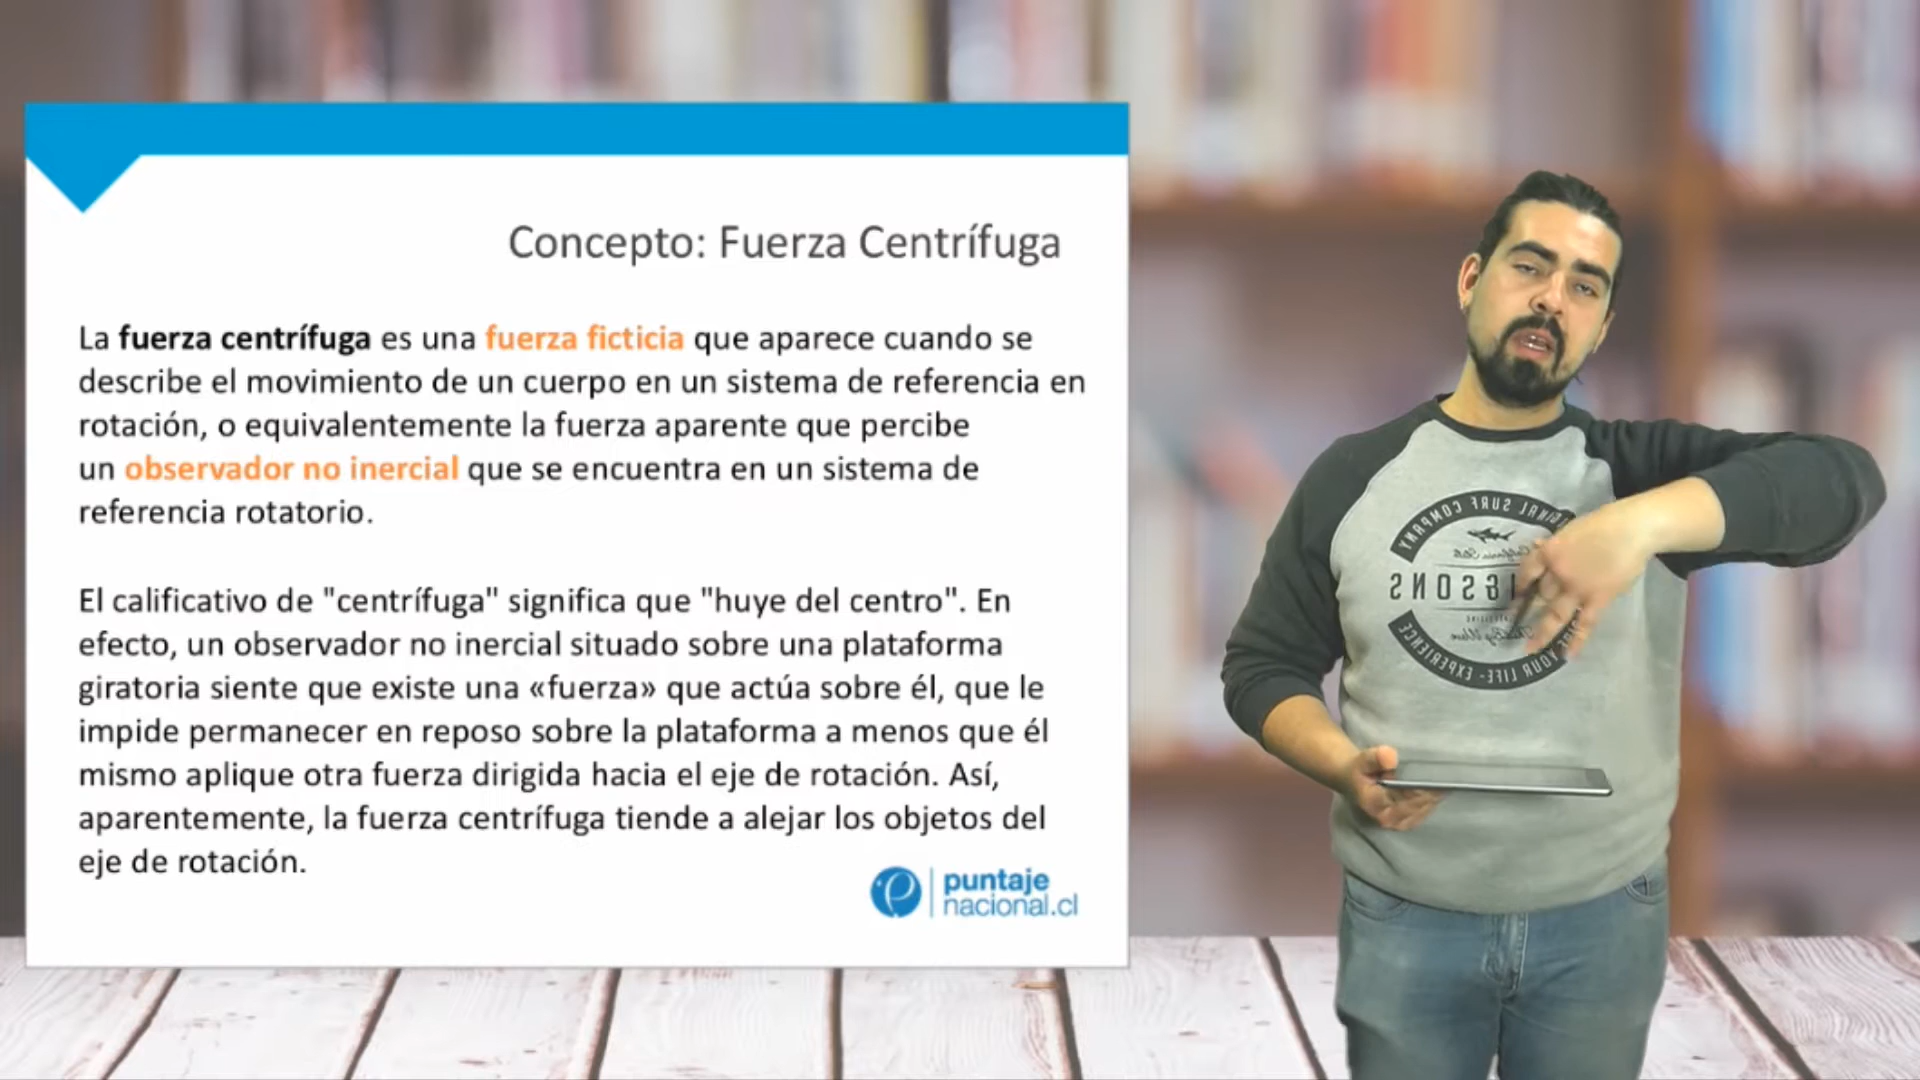 Concepto: Fuerza Centrífuga
La fuerza centrífuga es una fuerza ficticia que aparece cuando se
describe el movimiento de un cuerpo en un sistema de referencia en
rotación, o equivalentemente la fuerza aparente que percibe
un observador no inercial que se encuentra en un sistema de
referencia rotatorio.
El calificativo de "centrífuga" significa que "huye del centro". En
efecto, un observador no inercial situado sobre una plataforma
giratoria siente que existe una «fuerza» que actúa sobre él, que le
impide permanecer en reposo sobre la plataforma a menos que él
mismo aplique otra fuerza dirigida hacia el eje de rotación. Así,
aparentemente, la fuerza centrífuga tiende a alejar los objetos del
eje de rotación.
puntaje
nacional.cl
SURF COMPANY
YOUR LIFE - EXPERIENCE